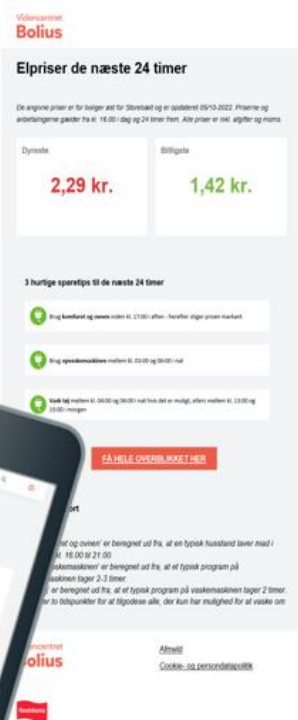 Videncentret
Bolius
Elpriser de næste 24 timer
De angivne priser er for boliger øst for Storebælt og er opdateret 05/10-2022. Priserne og
anbefalingerne gælder fra kl. 16.00 i dag og 24 timer frem. Alle priser er inkl. afgifter og moms.
Dyreste
Billigste
2,29 kr.
1,42 kr.
3 hurtige sparetips til de næste 24 timer
Brug komfuret og ovnen inden kl. 17:00 i aften - herefter stiger prisen markant
Brug opvaskemaskinen mellem kl. 03:00 og 06:00 i nat
Vask tøj mellem kl. 04:00 og 06:00 i nat hvis det er muligt, ellers mellem kl. 13:00 og
15:00 i morgen
FÅ HELE OVERBLIKKET HER
ort
et og ovnen' er beregnet ud fra, at en typisk husstand laver mad i
kl. 16.00 til 21.00.
skemaskinen' er beregnet ud fra, at et typisk program på
askinen tager 2-3 timer.
er beregnet ud fra, at et typisk program på vaskemaskinen tager 2 timer.
er to tidspunkter for at tilgodese alle, der kun har mulighed for at vaske om
ncentret
olius
Afmeld
Cookie- og persondatapolitik
Realdania